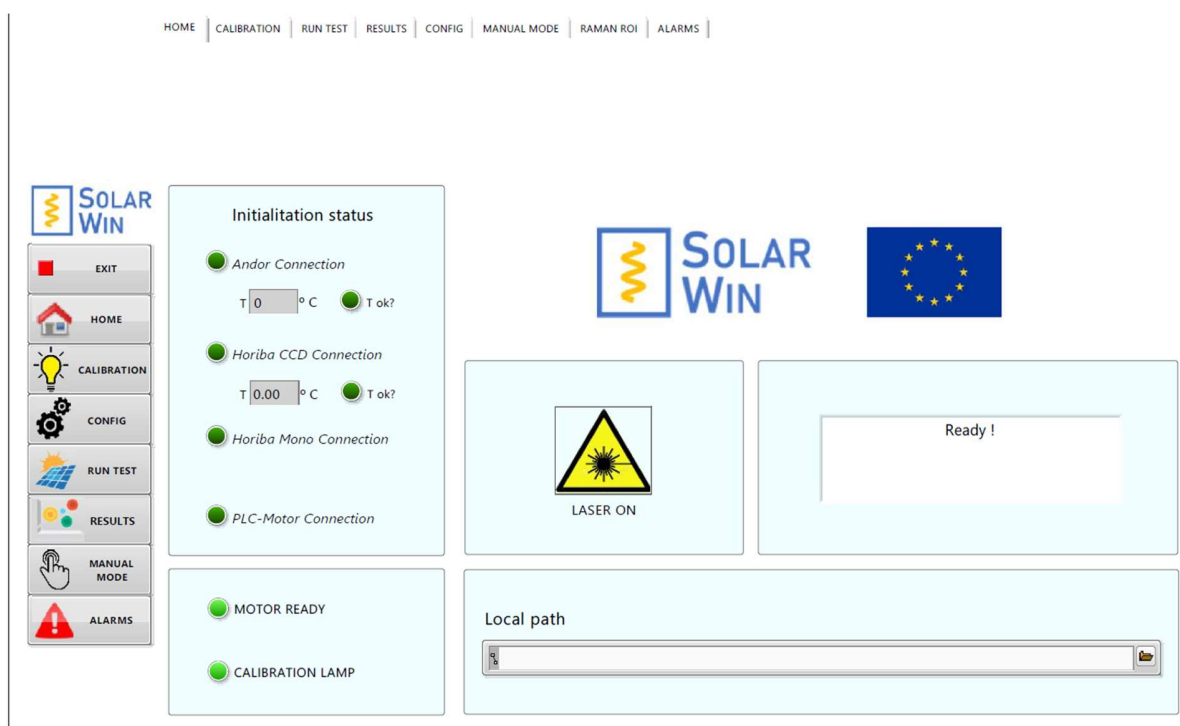 HOME CALIBRATION RUN TEST RESULTS CONFIG MANUAL MODE RAMAN ROI ALARMS
SOLAR
WIN
EXIT
HOME
CALIBRATION
CONFIG
RUN TEST
RESULTS
MANUAL
MODE
ALARMS
Initialitation status
Andor Connection
T 0 º C T ok?
Horiba CCD Connection
T 0.00 º C T ok?
Horiba Mono Connection
PLC-Motor Connection
MOTOR READY
CALIBRATION LAMP
SOLAR
WIN
LASER ON
Ready !
Local path